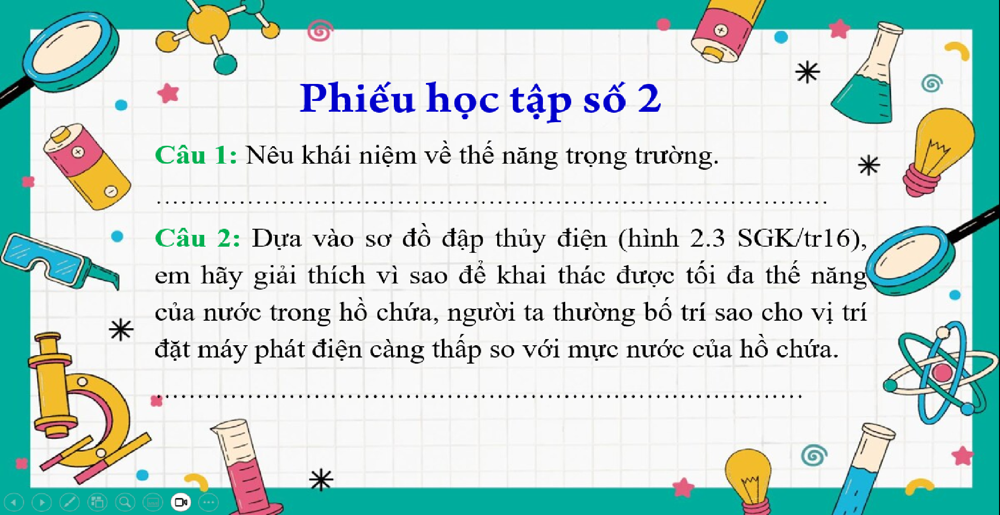 Phiếu học tập số 2
Câu 1: Nêu khái niệm về thế năng trọng trường.
................................................................................
Câu 2: Dựa vào sơ đồ đập thủy điện (hình 2.3 SGK/tr16),
em hãy giải thích vì sao để khai thác được tối đa thế năng
của nước trong hồ chứa, người ta thường bố trí sao cho vị trí
đặt máy phát điện càng thấp so với mực nước của hồ chứa.
.............................................................................